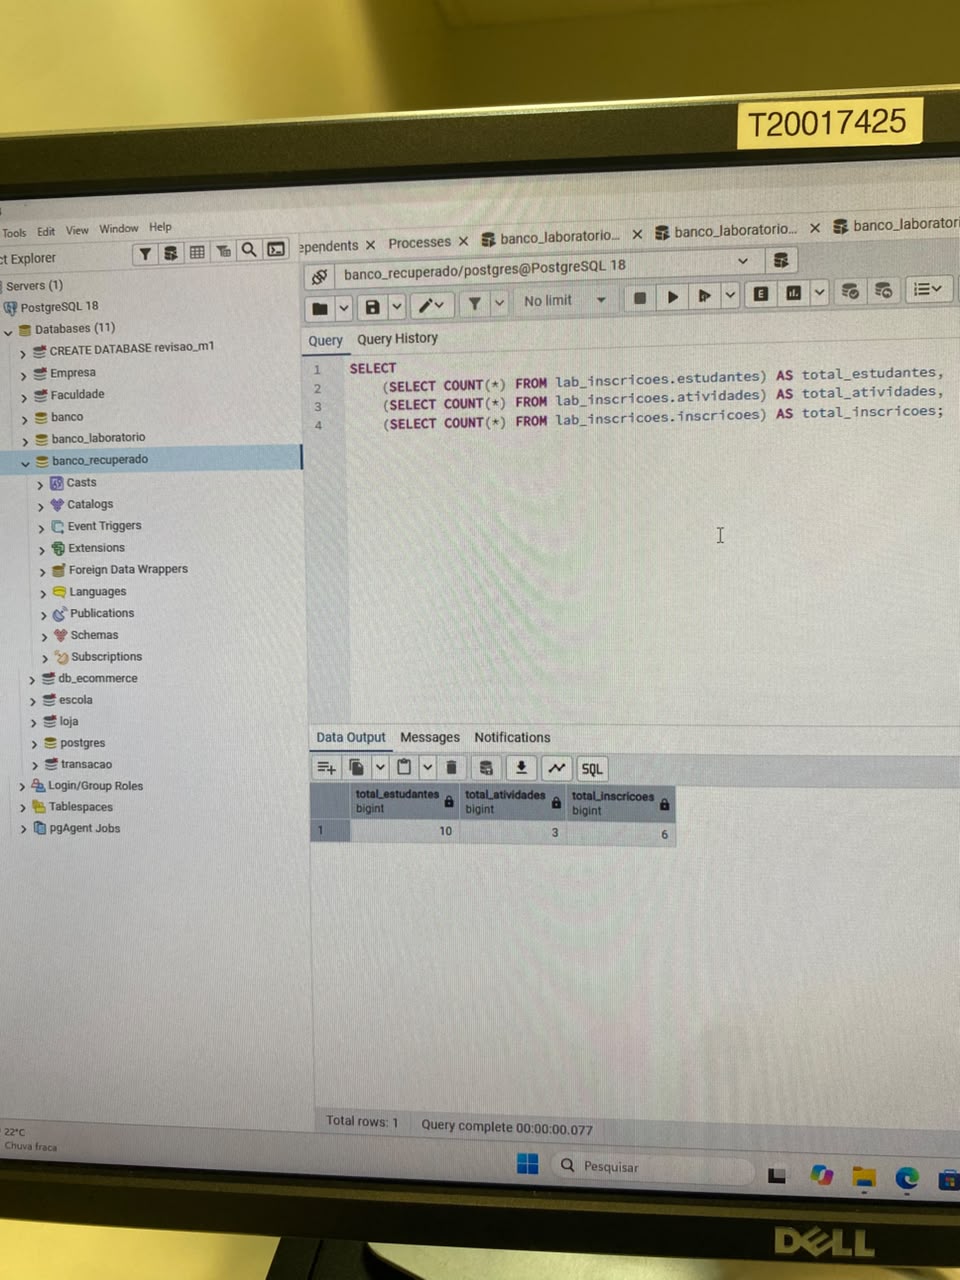 T20017425
Tools Edit View Window Help
ct Explorer
ependents Processes banco_laboratorio... banco_laboratorio... banco_laborator
banco_recuperado/postgres@PostgreSQL 18
No limit
Query Query History
Servers (1)
PostgreSQL 18
Databases (11)
CREATE DATABASE revisao_m1
Empresa
Faculdade
banco
banco_laboratorio
banco_recuperado
Casts
Catalogs
Event Triggers
Extensions
Foreign Data Wrappers
Languages
Publications
Schemas
Subscriptions
db_ecommerce
escola
loja
postgres
transacao
Login/Group Roles
Tablespaces
pgAgent Jobs
1 SELECT
2 (SELECT COUNT(*) FROM lab_inscricoes.estudantes) AS total_estudantes,
3 (SELECT COUNT(*) FROM lab_inscricoes.atividades) AS total_atividades,
4 (SELECT COUNT(*) FROM lab_inscricoes.inscricoes) AS total_inscricoes;
Data Output Messages Notifications
SQL
total_estudantes total_atividades total_inscricoes
bigint bigint bigint
1 10 3 6
Total rows: 1 Query complete 00:00:00.077
22°C
Chuva fraca
Pesquisar
DELL